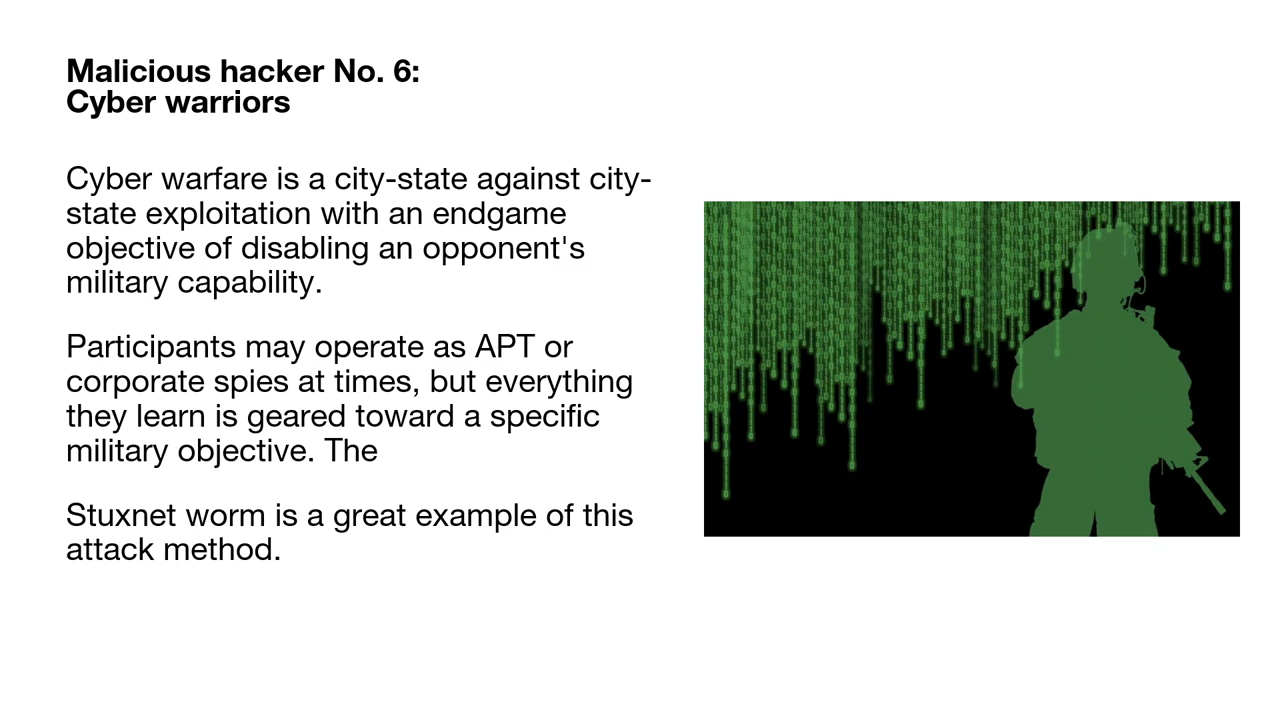 Malicious hacker No. 6:
Cyber warriors
Cyber warfare is a city-state against city-
state exploitation with an endgame
objective of disabling an opponent's
military capability.
Participants may operate as APT or
corporate spies at times, but everything
they learn is geared toward a specific
military objective. The
Stuxnet worm is a great example of this
attack method.